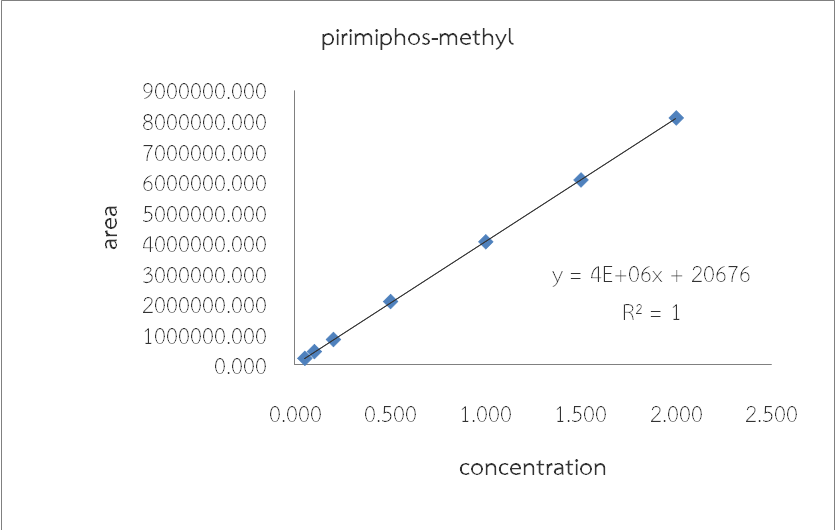 pirimiphos-methyl
9000000.000
8000000.000
7000000.000
6000000.000
5000000.000
4000000.000
3000000.000
2000000.000
1000000.000
0.000
area
y = 4E+06x + 20676
R² = 1
0.000 0.500 1.000 1.500 2.000 2.500
concentration